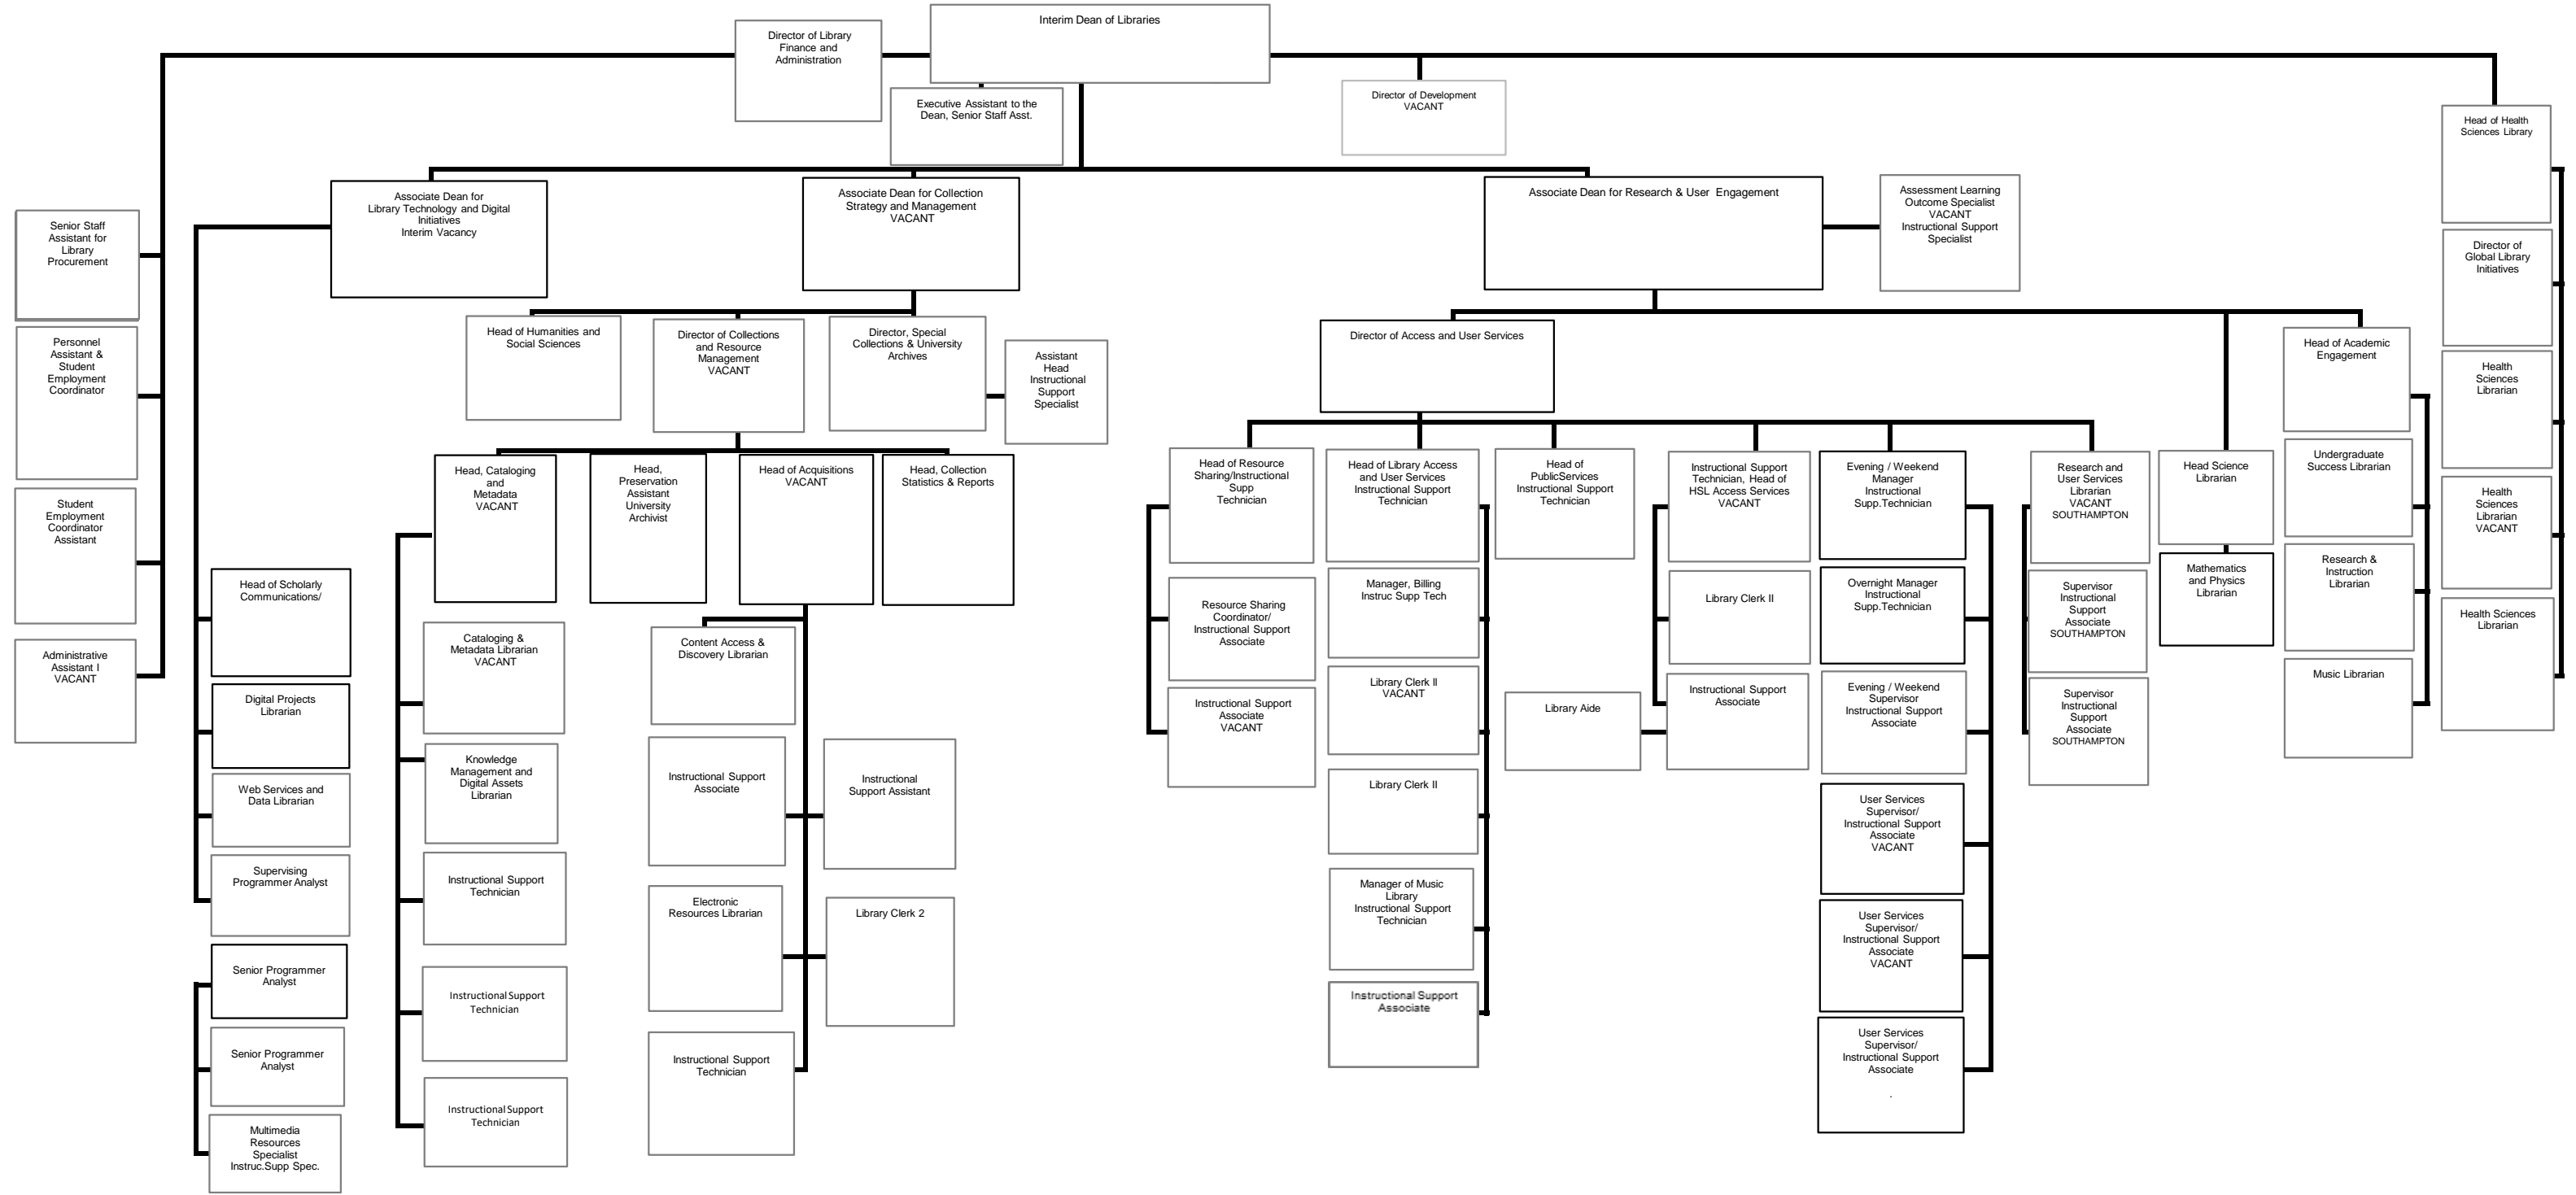 Interim Dean of Libraries
Director of Library
Finance and
Administration
Executive Assistant to the
Dean, Senior Staff Asst.
Director of Development
VACANT
Head of Health
Sciences Library
Associate Dean for
Library Technology and Digital
Initiatives
Interim Vacancy
Associate Dean for Collection
Strategy and Management
VACANT
Associate Dean for Research & User Engagement
Assessment Learning
Outcome Specialist
VACANT
Instructional Support
Specialist
Senior Staff
Assistant for
Library
Procurement
Personnel
Assistant &
Student
Employment
Coordinator
Student
Employment
Coordinator
Assistant
Administrative
Assistant I
VACANT
Head of Scholarly
Communications/
Digital Projects
Librarian
Web Services and
Data Librarian
Supervising
Programmer Analyst
Senior Programmer
Analyst
Senior Programmer
Analyst
Multimedia
Resources
Specialist
Instruc.Supp Spec.
Head of Humanities and
Social Sciences
Director of Collections
and Resource
Management
VACANT
Director, Special
Collections & University
Archives
Assistant
Head
Instructional
Support
Specialist
Head, Cataloging
and
Metadata
VACANT
Head,
Preservation
Assistant
University
Archivist
Head of Acquisitions
VACANT
Head, Collection
Statistics & Reports
Cataloging &
Metadata Librarian
VACANT
Knowledge
Management and
Digital Assets
Librarian
Instructional Support
Technician
Instructional Support
Technician
Instructional Support
Technician
Content Access &
Discovery Librarian
Instructional Support
Associate
Instructional
Support Assistant
Electronic
Resources Librarian
Library Clerk 2
Instructional Support
Technician
Director of Access and User Services
Head of Resource
Sharing/Instructional
Supp
Technician
Resource Sharing
Coordinator/
Instructional Support
Associate
Instructional Support
Associate
VACANT
Head of Library Access
and User Services
Instructional Support
Technician
Manager, Billing
Instruc Supp Tech
Library Clerk II
VACANT
Library Clerk II
Manager of Music
Library
Instructional Support
Technician
Instructional Support
Associate
Head of
PublicServices
Instructional Support
Technician
Library Aide
Instructional Support
Technician, Head of
HSL Access Services
VACANT
Library Clerk II
Instructional Support
Associate
Evening / Weekend
Manager
Instructional
Supp.Technician
Overnight Manager
Instructional
Supp.Technician
Evening / Weekend
Supervisor
Instructional Support
Associate
User Services
Supervisor/
Instructional Support
Associate
VACANT
User Services
Supervisor/
Instructional Support
Associate
VACANT
User Services
Supervisor/
Instructional Support
Associate
.
Research and
User Services
Librarian
VACANT
SOUTHAMPTON
Supervisor
Instructional
Support
Associate
SOUTHAMPTON
Supervisor
Instructional
Support
Associate
SOUTHAMPTON
Head Science
Librarian
Mathematics
and Physics
Librarian
Head of Academic
Engagement
Undergraduate
Success Librarian
Research &
Instruction
Librarian
Music Librarian
Director of
Global Library
Initiatives
Health
Sciences
Librarian
Health
Sciences
Librarian
VACANT
Health Sciences
Librarian